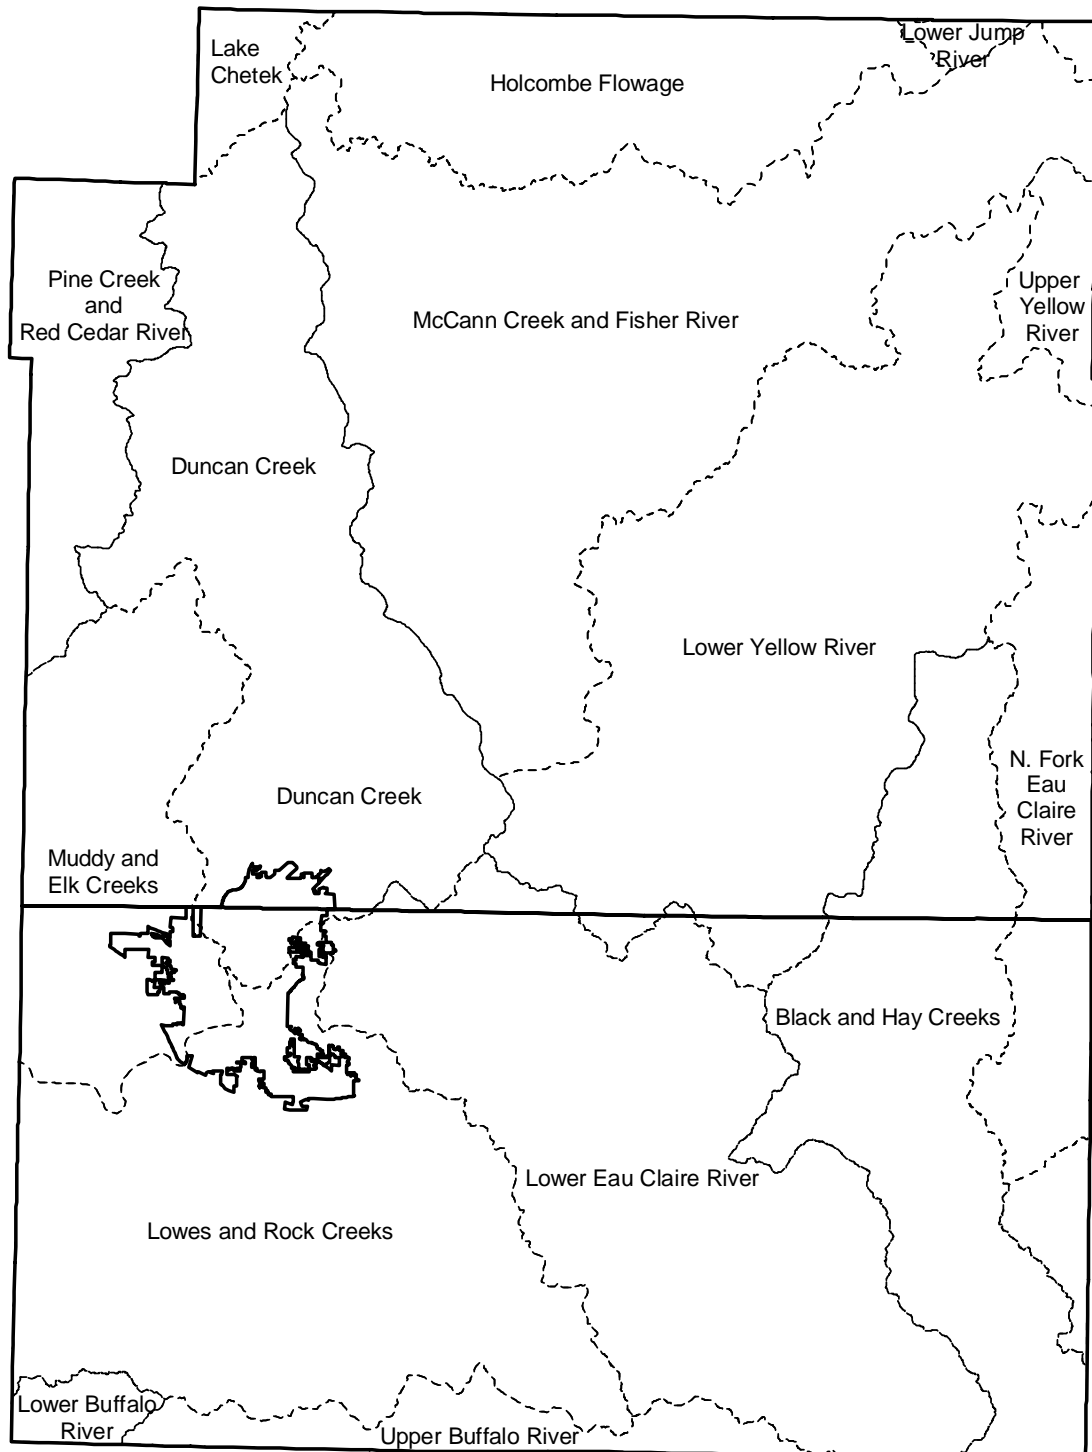 Lower Jump
River
Lake
Chetek
Holcombe Flowage
Pine Creek
and
Red Cedar River
Upper
Yellow
River
McCann Creek and Fisher River
Duncan Creek
Lower Yellow River
N. Fork
Eau
Claire
River
Duncan Creek
Muddy and
Elk Creeks
Black and Hay Creeks
Lower Eau Claire River
Lowes and Rock Creeks
Lower Buffalo
River
Upper Buffalo River